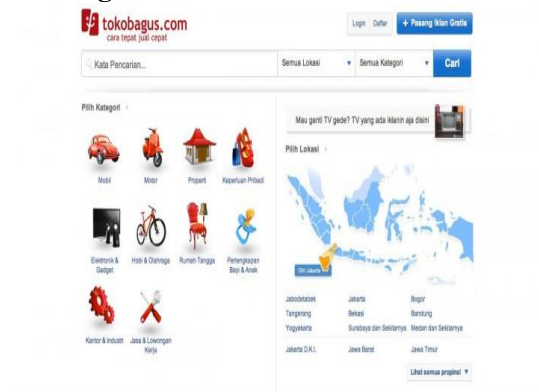 tokobagus.com
cara tepat jual cepat
Login Daftar + Pasang Iklan Gratis
Kata Pencarian... Semua Lokasi Semua Kategori Cari
Pilih Kategori
Mau ganti TV gede? TV yang ada iklanin aja disini
Pilih Lokasi
Mobil Motor Properti Keperluan Pribadi
Elektronik & Gadget Hobi & Olahraga Rumah Tangga Perlengkapan Bayi & Anak
Kantor & Industri Jasa & Lowongan Kerja
DKI Jakarta
Jabodetabek Jakarta Bogor
Tangerang Bekasi Bandung
Yogyakarta Surabaya dan Sekitarnya Medan dan Sekitarnya
Jakarta D.K.I. Jawa Barat Jawa Timur
Lihat semua propinsi